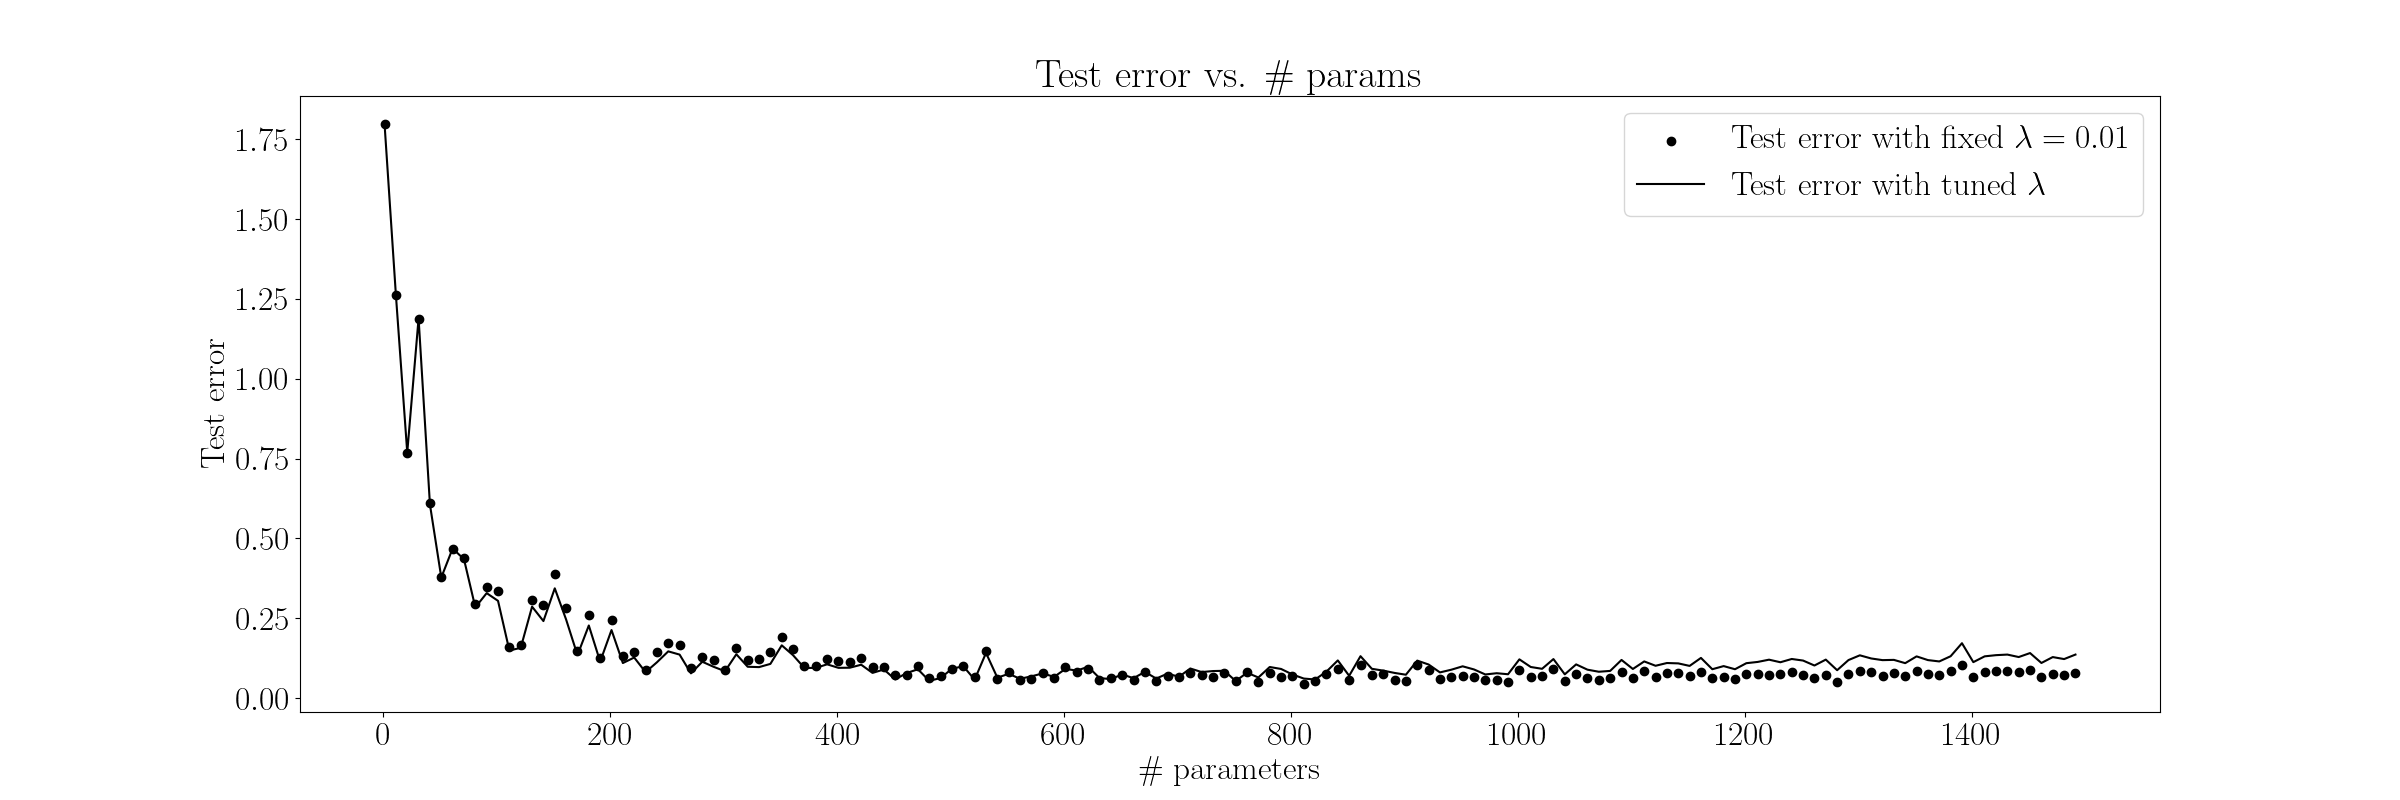 Test error vs. # params
Test error with fixed λ = 0.01
Test error with tuned λ
Test error
1.75
1.50
1.25
1.00
0.75
0.50
0.25
0.00
0 200 400 600 800 1000 1200 1400
# parameters